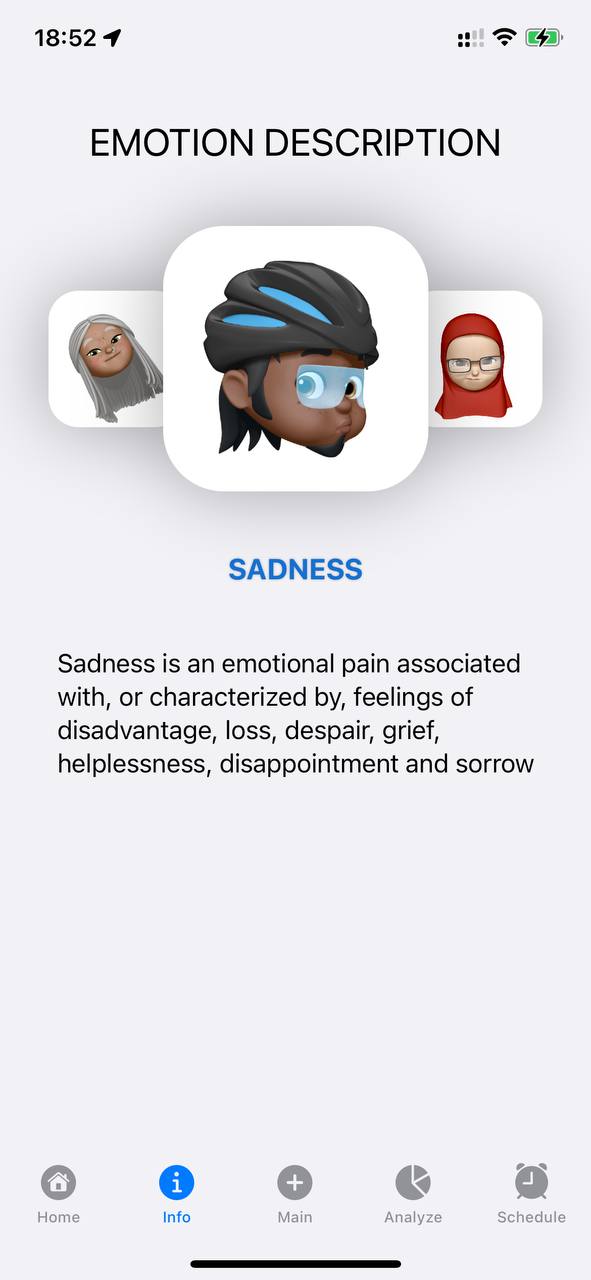 18:52
EMOTION DESCRIPTION
SADNESS
Sadness is an emotional pain associated
with, or characterized by, feelings of
disadvantage, loss, despair, grief,
helplessness, disappointment and sorrow
Home Info Main Analyze Schedule